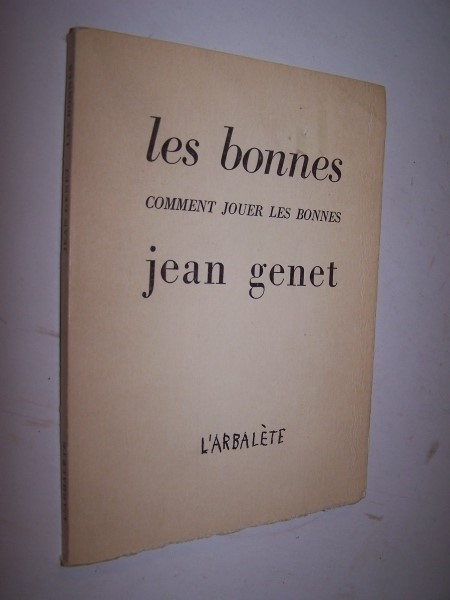 les bonnes
COMMENT JOUER LES BONNES
jean genet
L'ARBALÈTE